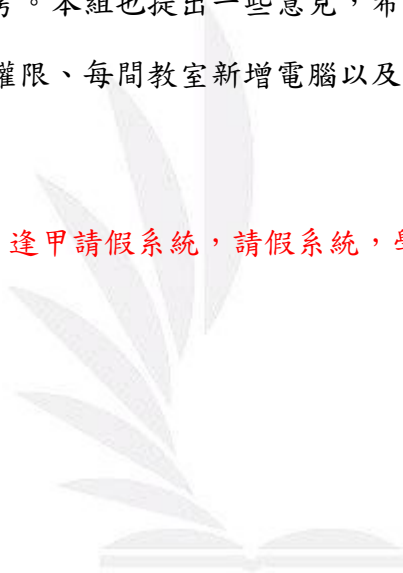 考。本組也提出一些意見，希
權限、每間教室新增電腦以及
逢甲請假系統，請假系統，學